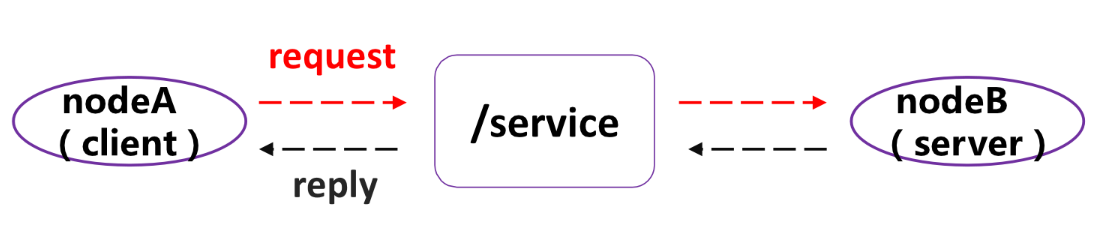 request
nodeA
( client )
/service
nodeB
( server )
reply